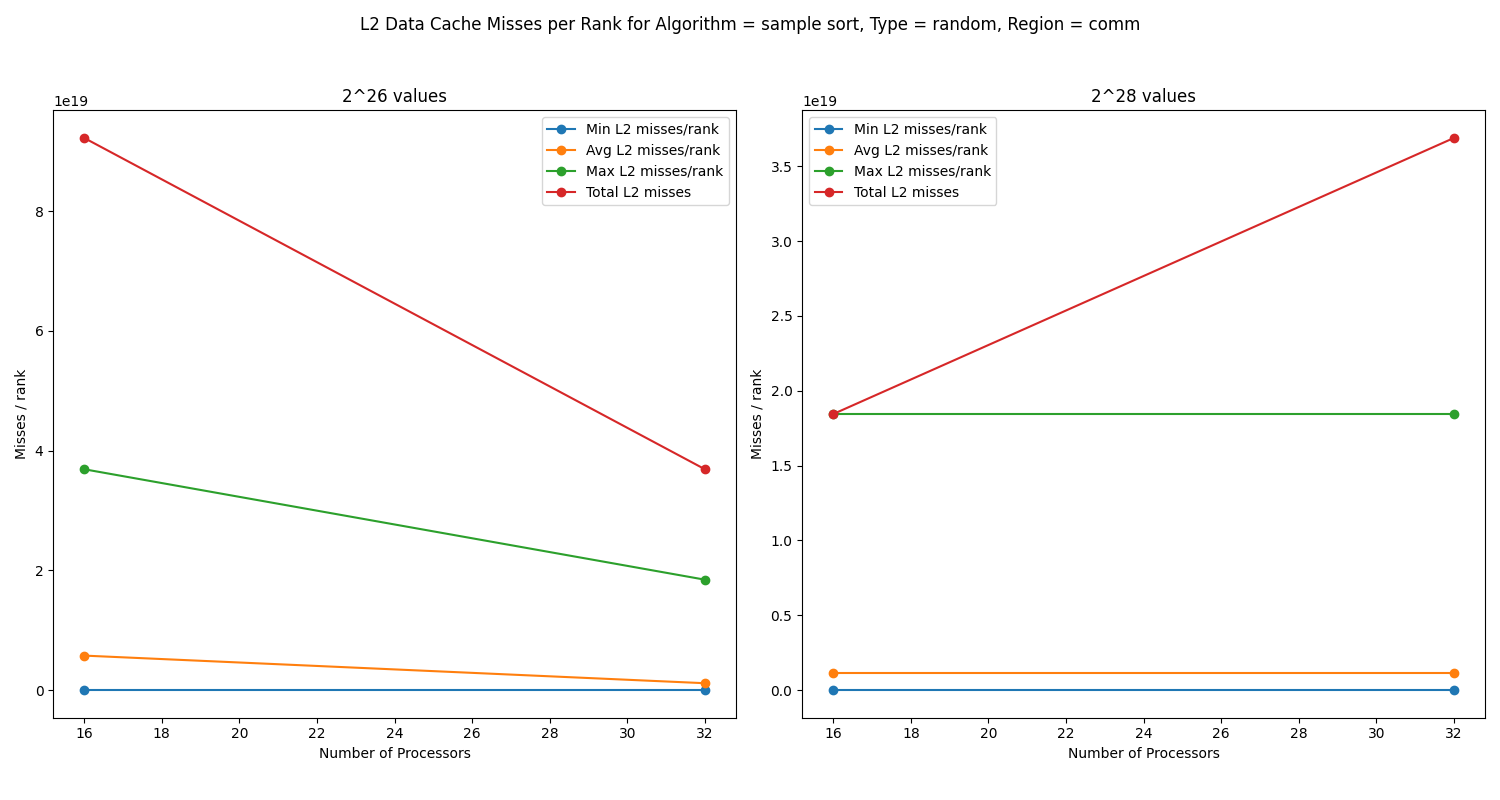 L2 Data Cache Misses per Rank for Algorithm = sample sort, Type = random, Region = comm
1e19
2^26 values
Min L2 misses/rank
Avg L2 misses/rank
Max L2 misses/rank
Total L2 misses
8
6
4
2
0
Misses / rank
16 18 20 22 24 26 28 30 32
Number of Processors
1e19
2^28 values
Min L2 misses/rank
Avg L2 misses/rank
Max L2 misses/rank
Total L2 misses
3.5
3.0
2.5
2.0
1.5
1.0
0.5
0.0
Misses / rank
16 18 20 22 24 26 28 30 32
Number of Processors